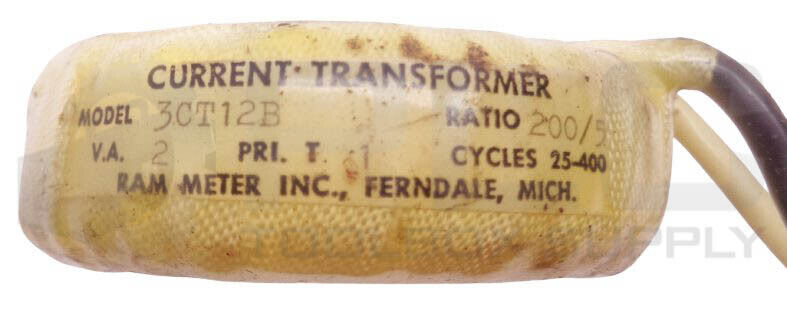 CURRENT TRANSFORMER
MODEL 3CT12B RATIO 200/5
V.A. 2 PRI. T. 1 CYCLES 25-400
RAM METER INC., FERNDALE, MICH.